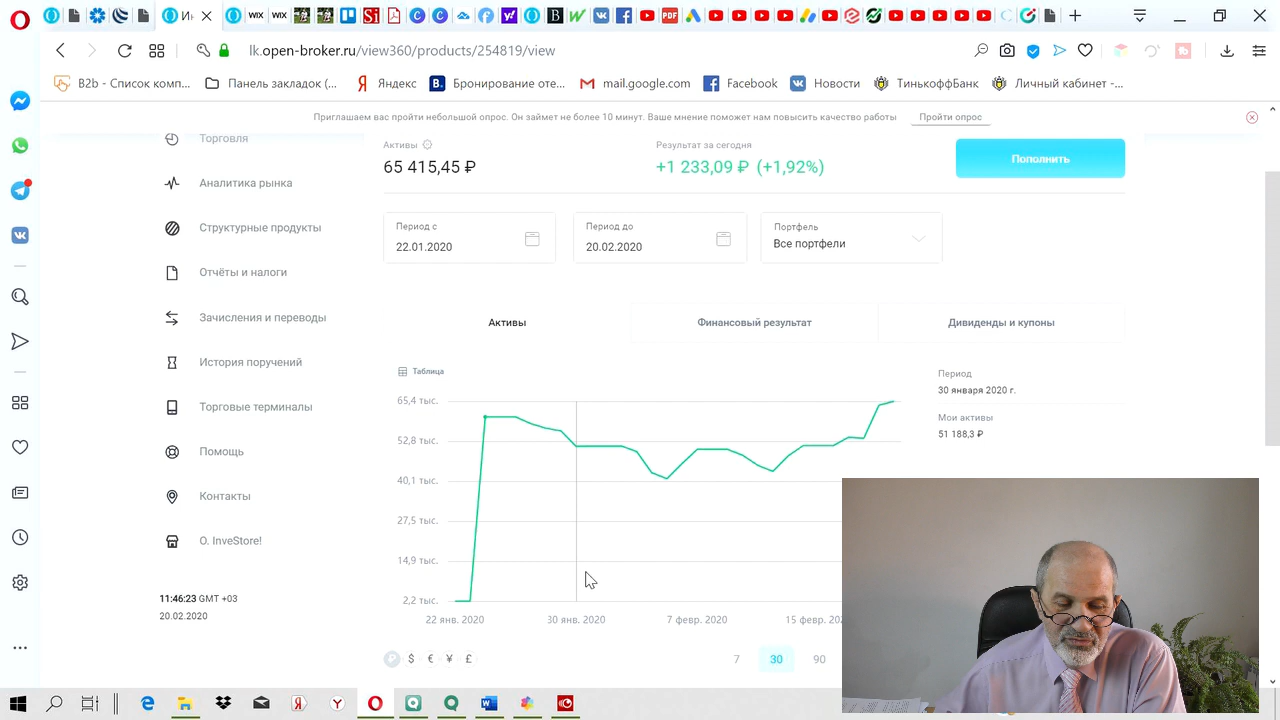 Ин
WIX
WIX
Si
PDF
lk.open-broker.ru/view360/products/254819/view
B2b - Список комп...
Панель закладок (...
Яндекс
B. Бронирование оте...
mail.google.com
Facebook
Новости
ТинькоффБанк
Личный кабинет -...
Приглашаем вас пройти небольшой опрос. Он займет не более 10 минут. Ваше мнение поможет нам повысить качество работы
Пройти опрос
Торговля
Аналитика рынка
Структурные продукты
Отчёты и налоги
Зачисления и переводы
История поручений
Торговые терминалы
Помощь
Контакты
О. InveStore!
11:46:23 GMT +03
20.02.2020
Активы
65 415,45 ₽
Результат за сегодня
+1 233,09 ₽ (+1,92%)
Пополнить
Период с
22.01.2020
Период до
20.02.2020
Портфель
Все портфели
Активы
Финансовый результат
Дивиденды и купоны
Таблица
65,4 тыс.
52,8 тыс.
40,1 тыс.
27,5 тыс.
14,9 тыс.
2,2 тыс.
22 янв. 2020
30 янв. 2020
7 февр. 2020
15 февр. 20
Период
30 января 2020 г.
Мои активы
51 188,3 ₽
₽ $ € ¥ £
7 30 90